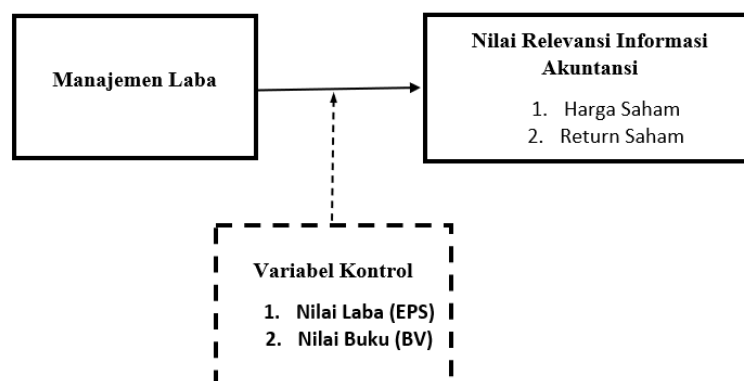 Manajemen Laba
Nilai Relevansi Informasi
Akuntansi
1. Harga Saham
2. Return Saham
Variabel Kontrol
1. Nilai Laba (EPS)
2. Nilai Buku (BV)